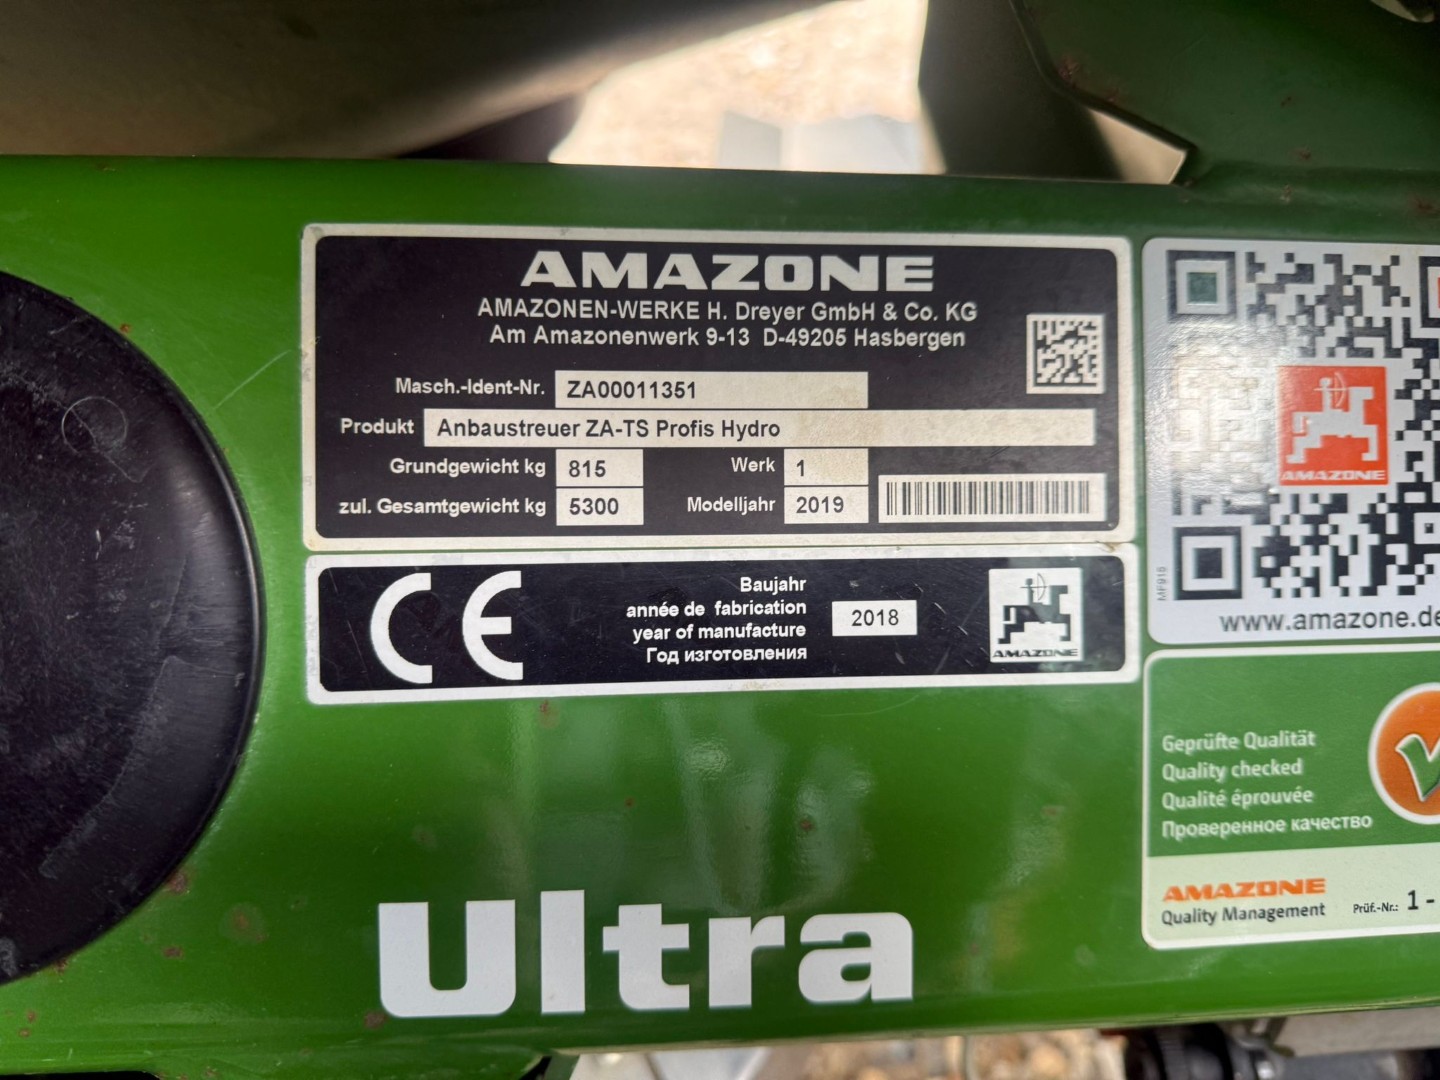 AMAZONE
AMAZONEN-WERKE H. Dreyer GmbH & Co. KG
Am Amazonenwerk 9-13 D-49205 Hasbergen
Masch.-Ident-Nr. ZA00011351
Produkt Anbaustreuer ZA-TS Profis Hydro
Grundgewicht kg 815 Werk 1
zul. Gesamtgewicht kg 5300 Modelljahr 2019
CE
Baujahr
année de fabrication
year of manufacture
Год изготовления
2018
AMAZONE
AMAZONE
MF915
www.amazone.de
Geprüfte Qualität
Quality checked
Qualité éprouvée
Проверенное качество
AMAZONE
Quality Management
Prüf.-Nr.: 1 -
Ultra